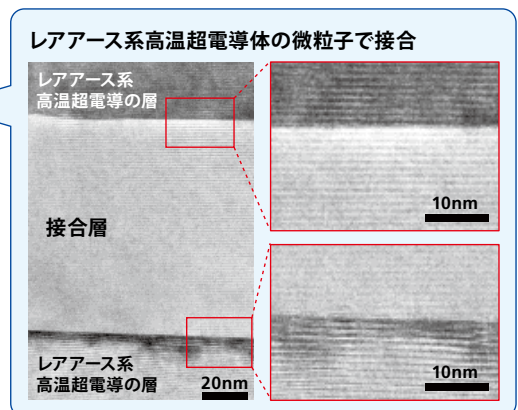 レアアース系高温超電導体の微粒子で接合
レアアース系
高温超電導の層
接合層
レアアース系
高温超電導の層
20nm
10nm
10nm